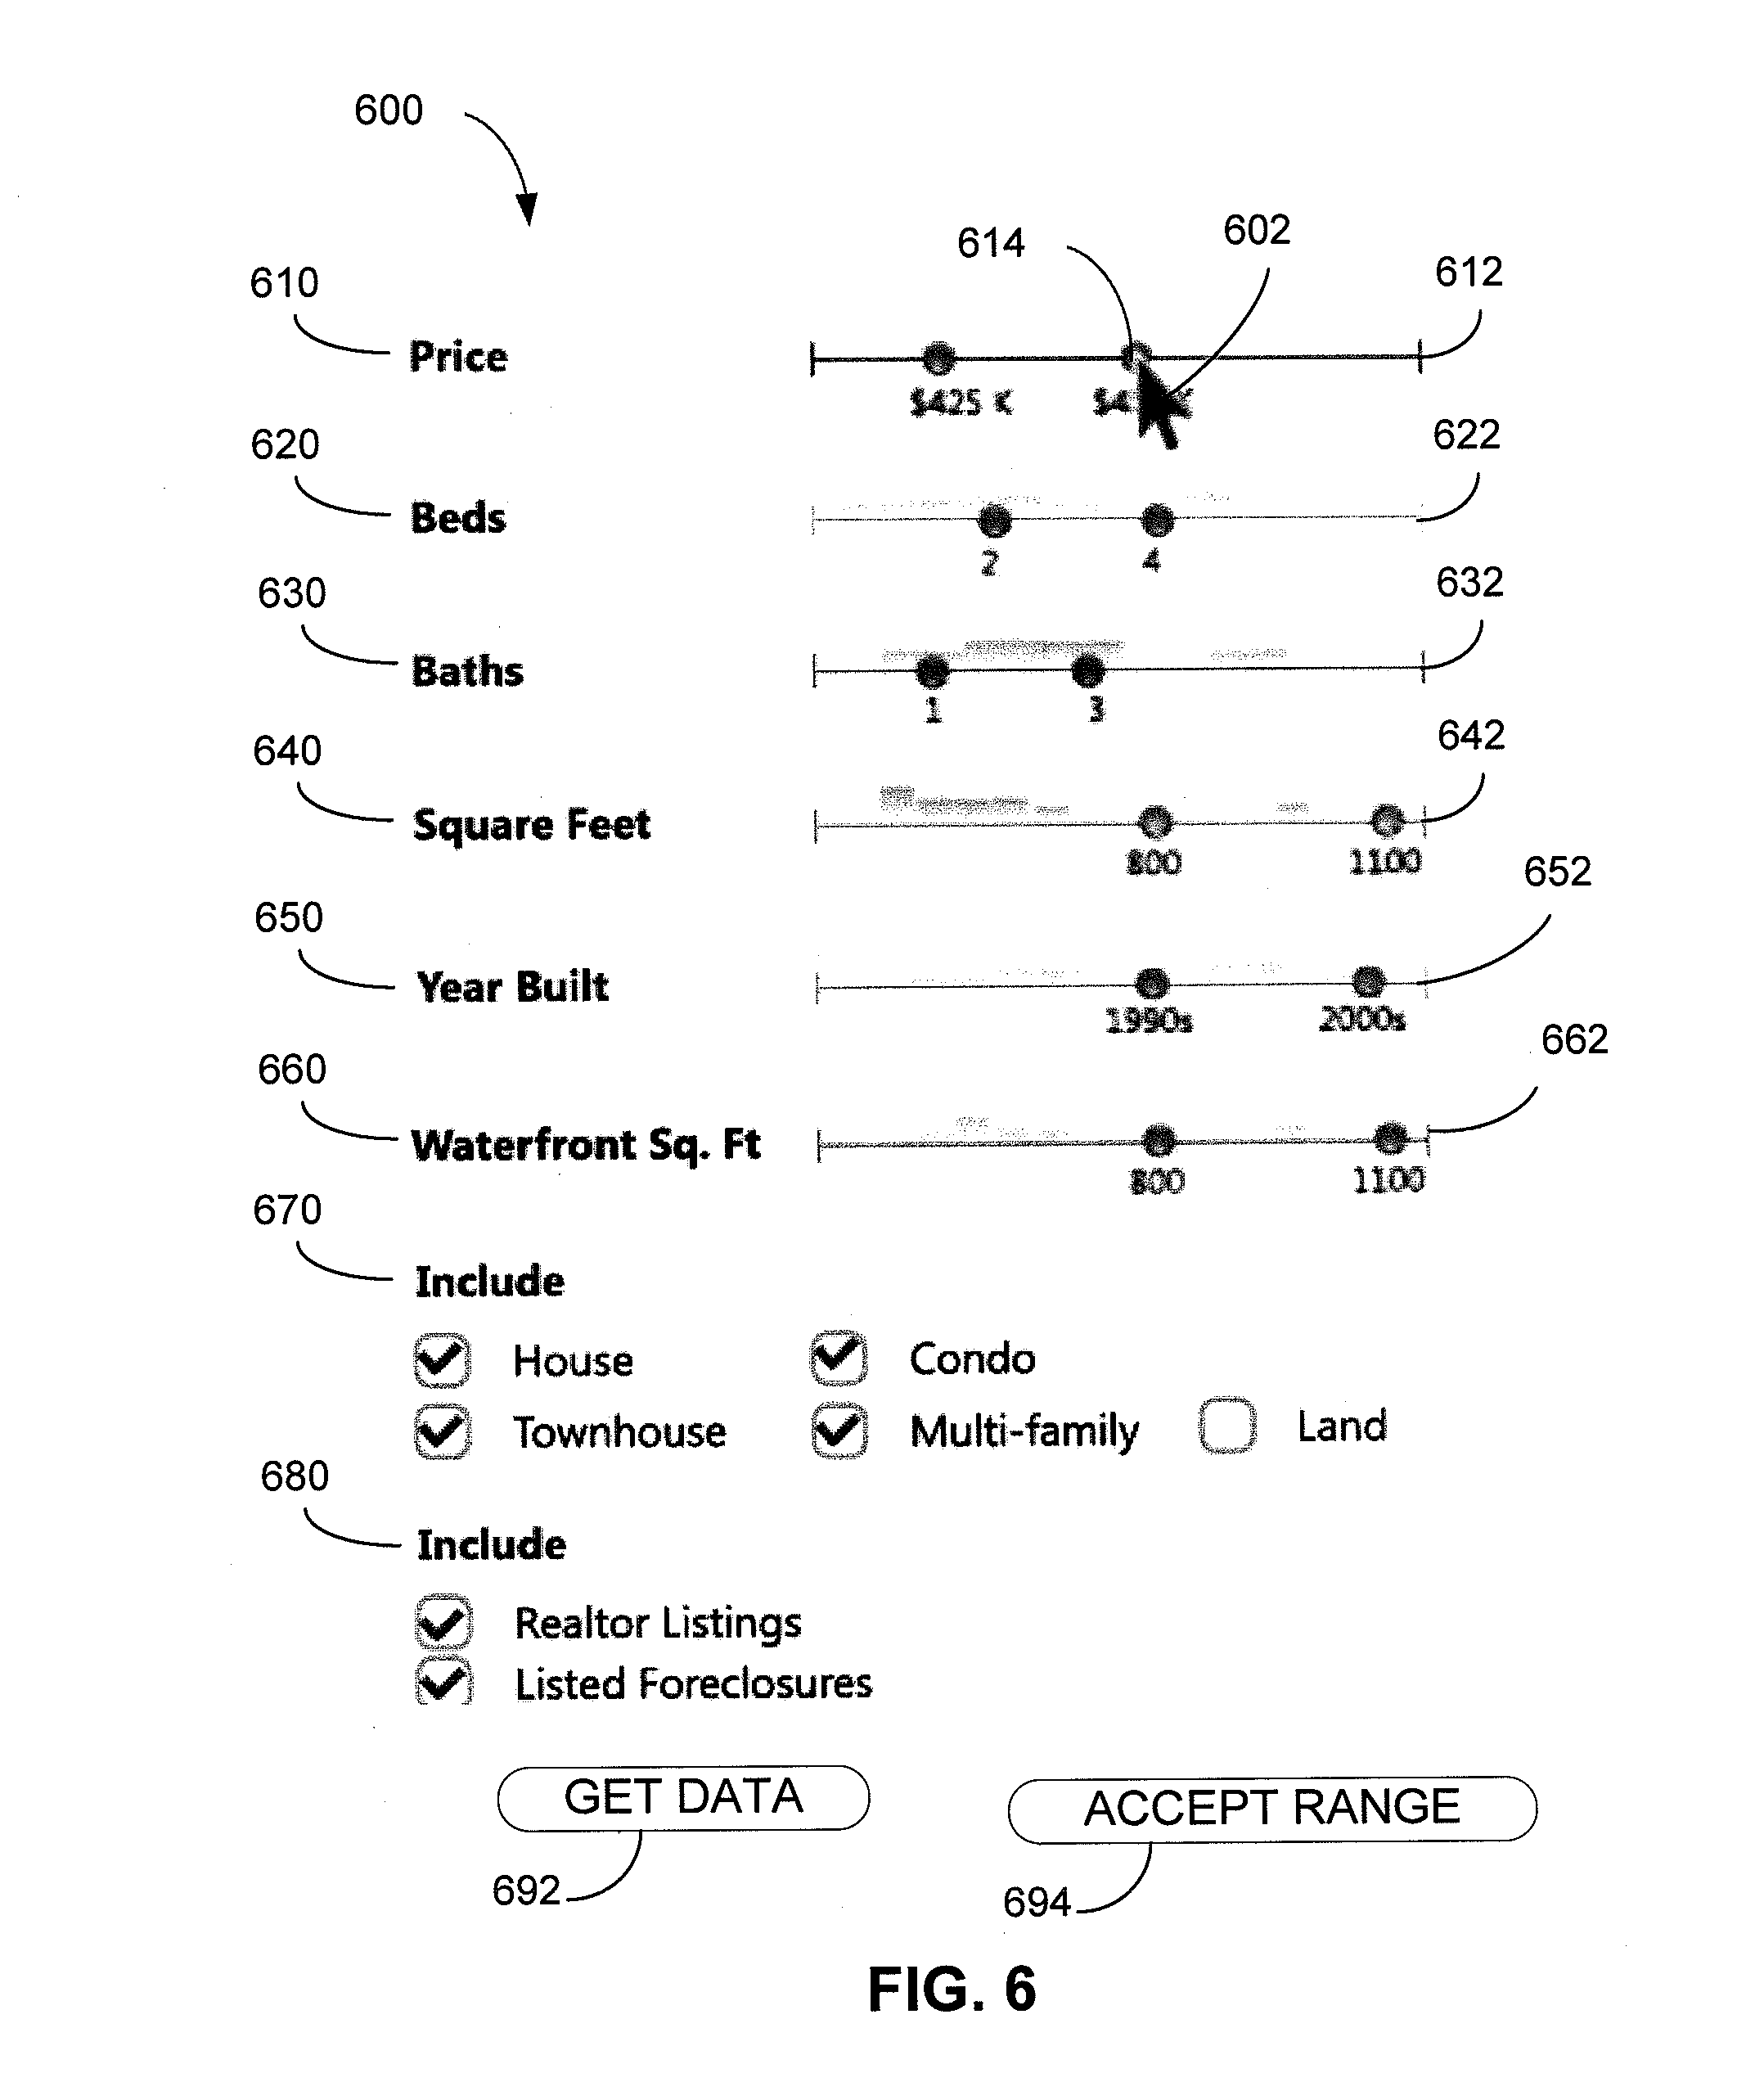 600
614
602
612
610
Price
$425 K
620
622
Beds
2
4
630
632
Baths
1
3
640
642
Square Feet
800
1100
650
652
Year Built
1990s
2000s
660
662
Waterfront Sq. Ft
800
1100
670
Include
House
Condo
Townhouse
Multi-family
Land
680
Include
Realtor Listings
Listed Foreclosures
GET DATA
ACCEPT RANGE
692
694
FIG. 6